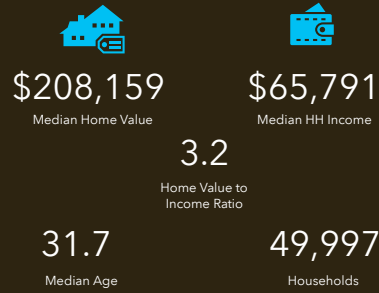 $208,159
Median Home Value
$65,791
Median HH Income
3.2
Home Value to
Income Ratio
31.7
Median Age
49,997
Households